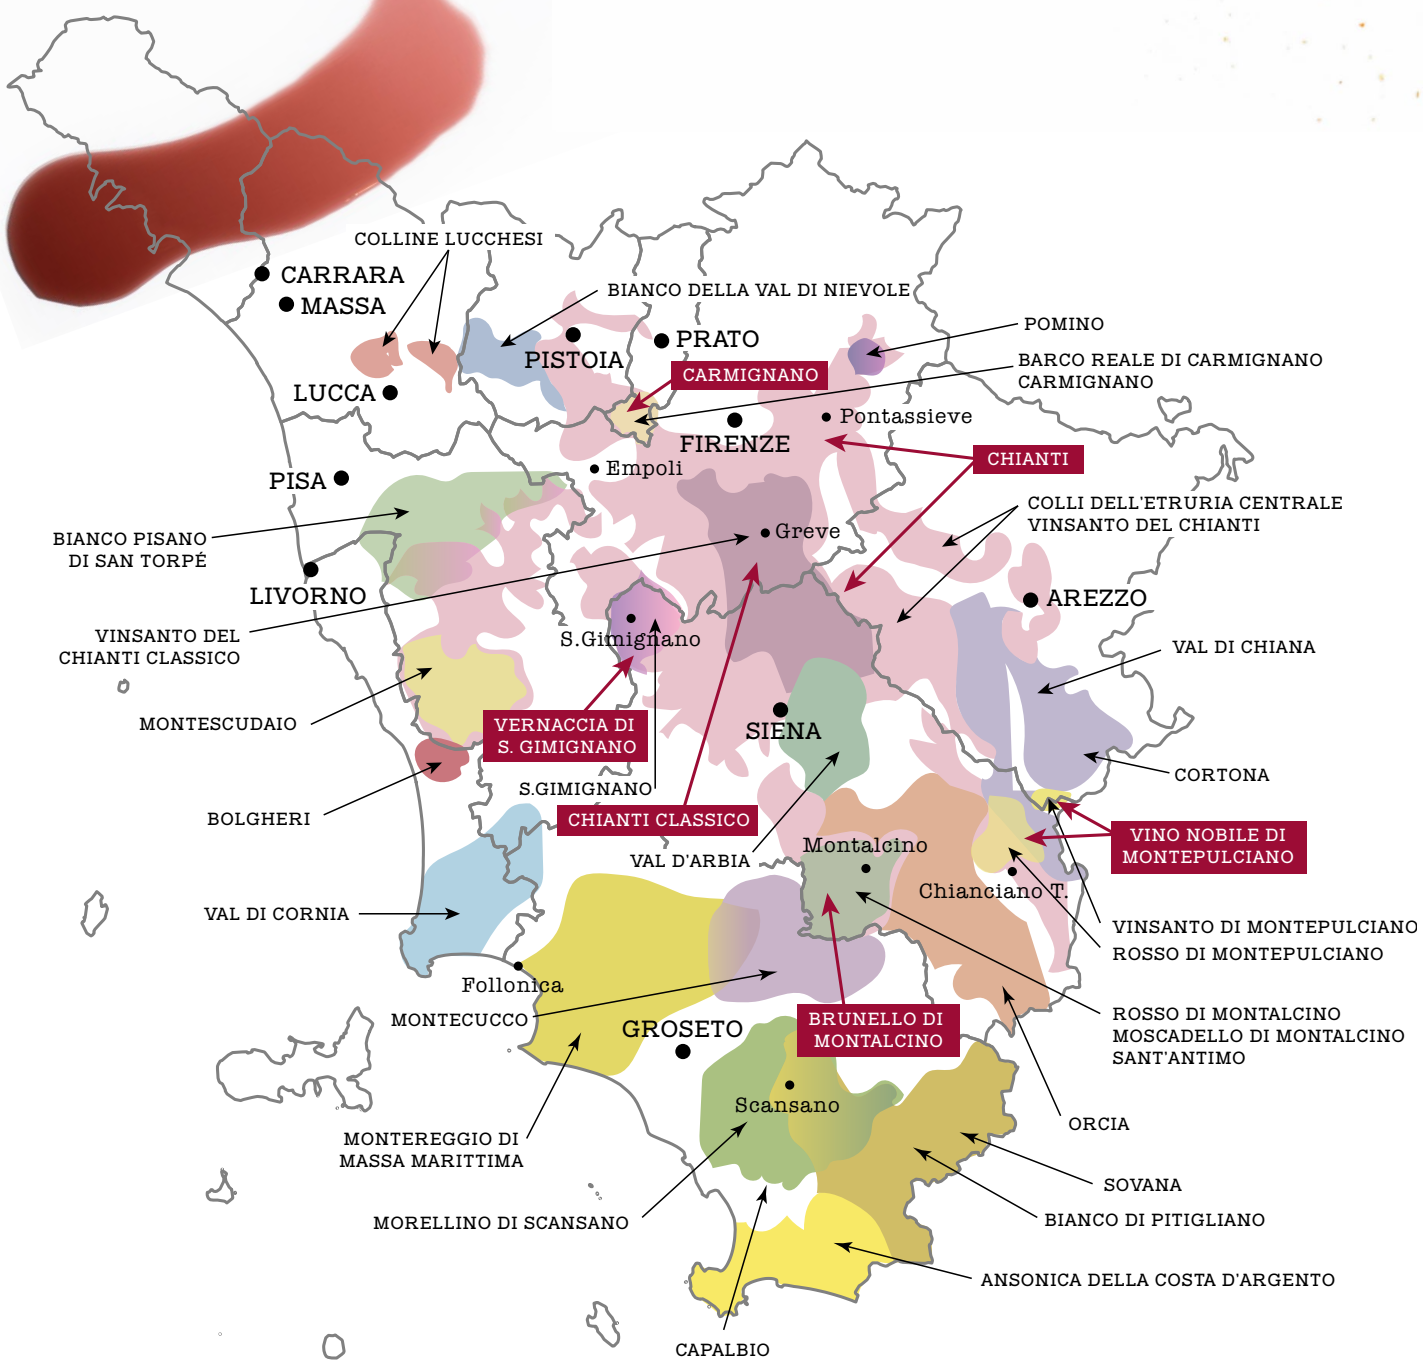 COLLINE LUCCHESI
CARRARA
MASSA
BIANCO DELLA VAL DI NIEVOLE
POMINO
PISTOIA
PRATO
BARCO REALE DI CARMIGNANO
CARMIGNANO
CARMIGNANO
LUCCA
FIRENZE
Pontassieve
CHIANTI
Empoli
PISA
COLLI DELL'ETRURIA CENTRALE
VINSANTO DEL CHIANTI
BIANCO PISANO
DI SAN TORPÉ
Greve
LIVORNO
AREZZO
VINSANTO DEL
CHIANTI CLASSICO
S.Gimignano
VAL DI CHIANA
MONTESCUDAIO
VERNACCIA DI
S. GIMIGNANO
SIENA
CORTONA
S.GIMIGNANO
BOLGHERI
CHIANTI CLASSICO
VINO NOBILE DI
MONTEPULCIANO
VAL D'ARBIA
Montalcino
Chianciano T.
VAL DI CORNIA
VINSANTO DI MONTEPULCIANO
ROSSO DI MONTEPULCIANO
Follonica
MONTECUCCO
GROSETO
BRUNELLO DI
MONTALCINO
ROSSO DI MONTALCINO
MOSCADELLO DI MONTALCINO
SANT'ANTIMO
Scansano
ORCIA
MONTEREGGIO DI
MASSA MARITTIMA
SOVANA
MORELLINO DI SCANSANO
BIANCO DI PITIGLIANO
ANSONICA DELLA COSTA D'ARGENTO
CAPALBIO